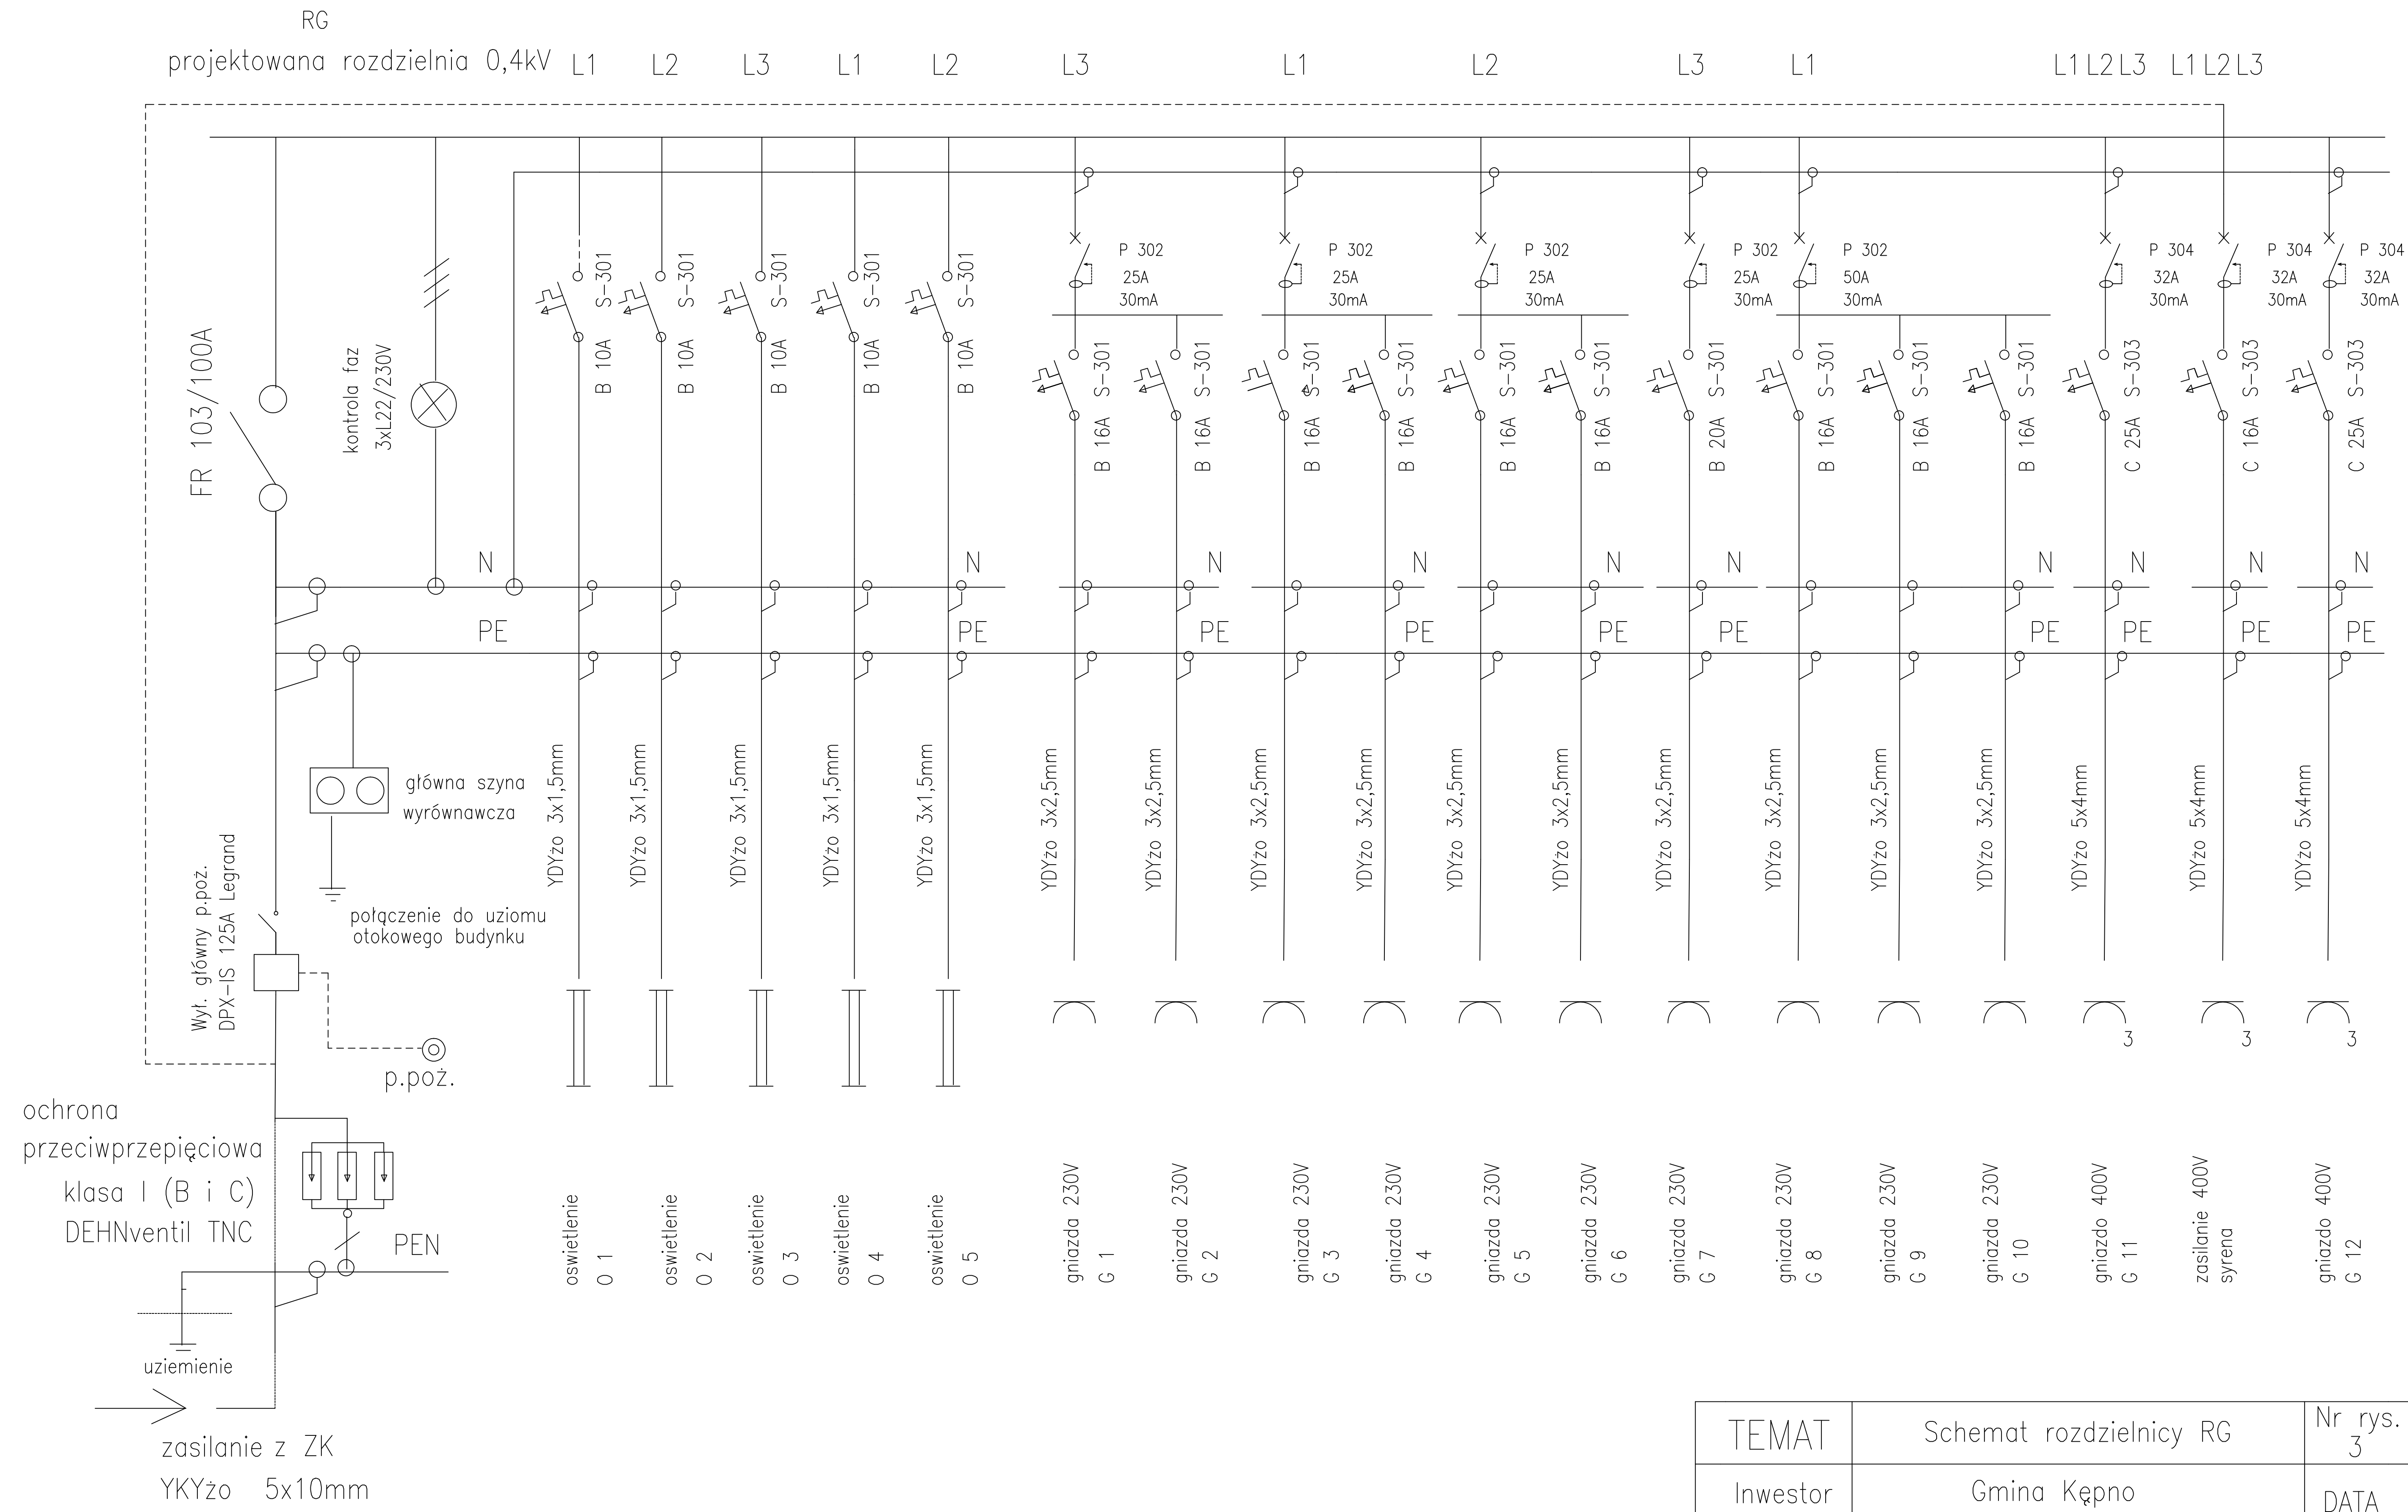 RG
projektowana rozdzielnia 0,4kV
L1 L2 L3 L1 L2 L3 L1 L2 L3 L1 L1 L2 L3 L1 L2 L3
FR 103/100A
kontrola faz
3xL22/230V
S-301
B 10A
S-301
B 10A
S-301
B 10A
S-301
B 10A
S-301
B 10A
P 302
25A
30mA
P 302
25A
30mA
P 302
25A
30mA
P 302
25A
30mA
P 302
50A
30mA
P 304
32A
30mA
P 304
32A
30mA
P 304
32A
30mA
B 16A S-301
B 16A S-301
B 16A S-301
B 16A S-301
B 16A S-301
B 16A S-301
B 20A S-301
B 16A S-301
B 16A S-301
B 16A S-301
C 25A S-303
C 16A S-303
C 25A S-303
N N N N N N N N N N
PE PE PE PE PE PE PE PE PE PE
główna szyna
wyrównawcza
połączenie do uziomu
otokowego budynku
Wył. główny p.poż.
DPX-IS 125A Legrand
p.poż.
YDYżo 3x1,5mm
YDYżo 3x1,5mm
YDYżo 3x1,5mm
YDYżo 3x1,5mm
YDYżo 3x1,5mm
YDYżo 3x2,5mm
YDYżo 3x2,5mm
YDYżo 3x2,5mm
YDYżo 3x2,5mm
YDYżo 3x2,5mm
YDYżo 3x2,5mm
YDYżo 3x2,5mm
YDYżo 3x2,5mm
YDYżo 3x2,5mm
YDYżo 3x2,5mm
YDYżo 5x4mm
YDYżo 5x4mm
YDYżo 5x4mm
3 3 3
ochrona
przeciwprzepięciowa
klasa I (B i C)
DEHNventil TNC
PEN
uziemienie
zasilanie z ZK
YKYżo 5x10mm
oswietlenie
O 1
oswietlenie
O 2
oswietlenie
O 3
oswietlenie
O 4
oswietlenie
O 5
gniazda 230V
G 1
gniazda 230V
G 2
gniazda 230V
G 3
gniazda 230V
G 4
gniazda 230V
G 5
gniazda 230V
G 6
gniazda 230V
G 7
gniazda 230V
G 8
gniazda 230V
G 9
gniazda 230V
G 10
gniazdo 400V
G 11
zasilanie 400V
syrena
gniazdo 400V
G 12
TEMAT
Schemat rozdzielnicy RG
Nr rys.
3
Inwestor
Gmina Kępno
DATA